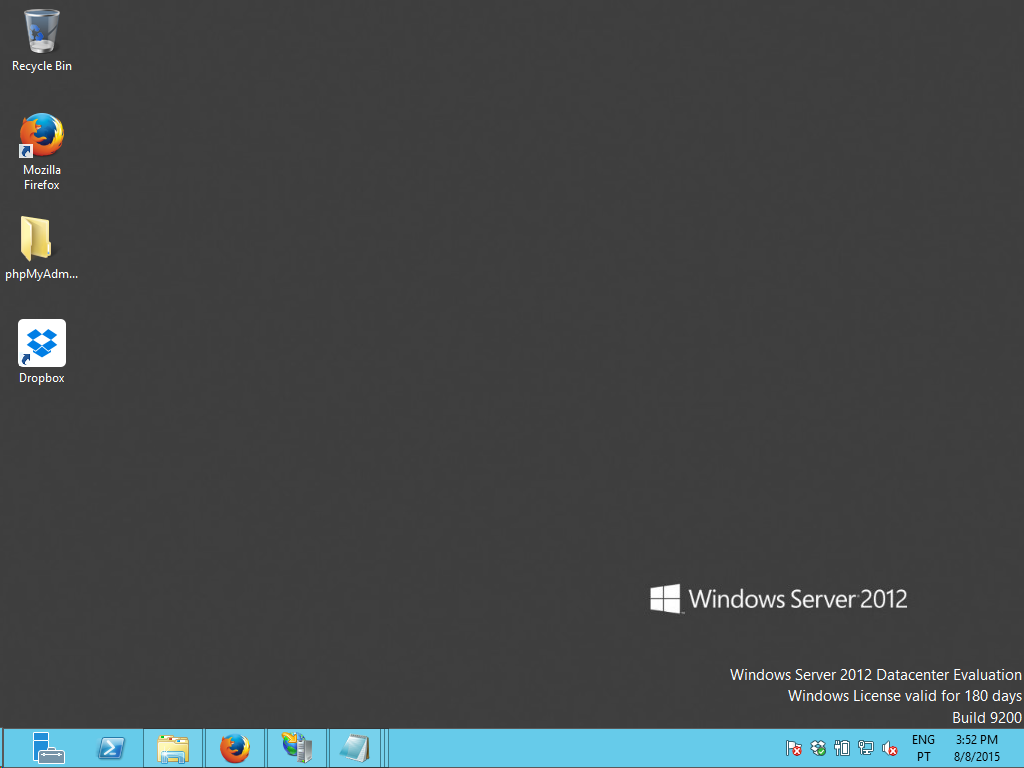 Recycle Bin
Mozilla
Firefox
phpMyAdm...
Dropbox
Windows Server 2012
Windows Server 2012 Datacenter Evaluation
Windows License valid for 180 days
Build 9200
ENG
PT
3:52 PM
8/8/2015